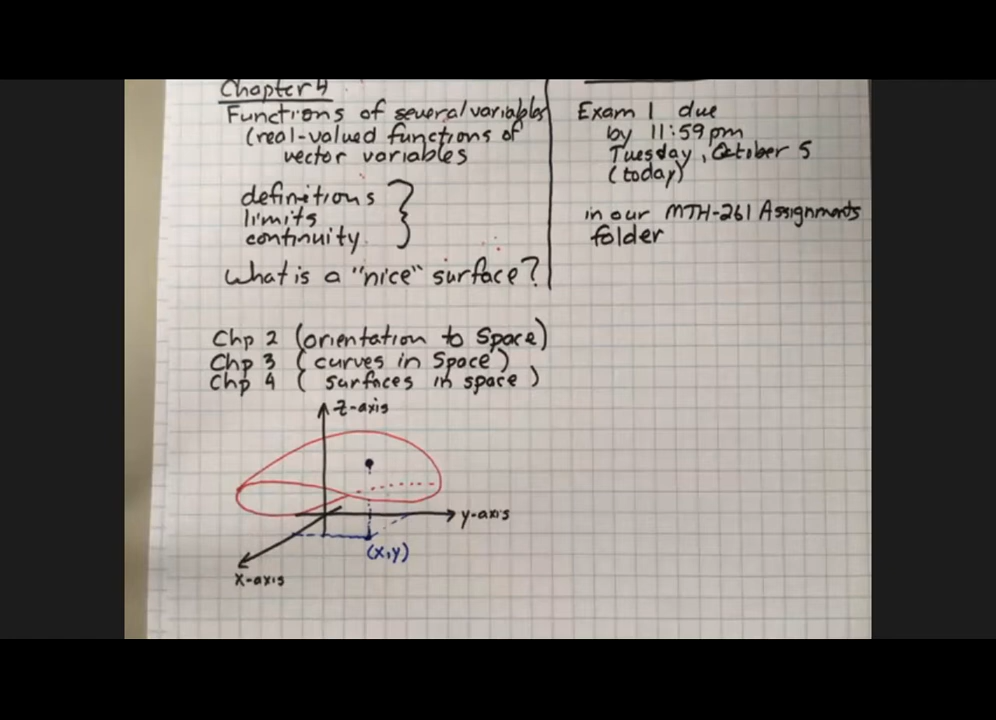 Chapter 4
Functions of several variables
(real-valued functions of
vector variables
definitions
limits
continuity
What is a "nice" surface?
Exam 1 due
by 11:59pm
Tuesday, October 5
(today)
in our MTH-261 Assignments
folder
Chp 2 (orientation to Space)
Chp 3 (curves in Space)
Chp 4 (surfaces in space)
z-axis
y-axis
(x,y)
x-axis